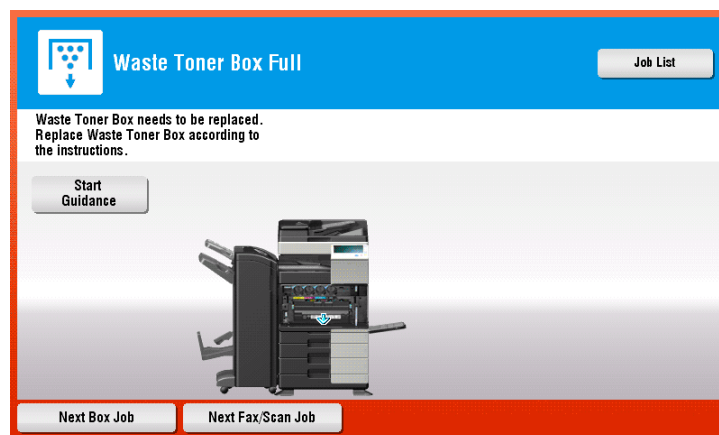 Waste Toner Box Full
Job List
Waste Toner Box needs to be replaced.
Replace Waste Toner Box according to
the instructions.
Start
Guidance
Next Box Job
Next Fax/Scan Job